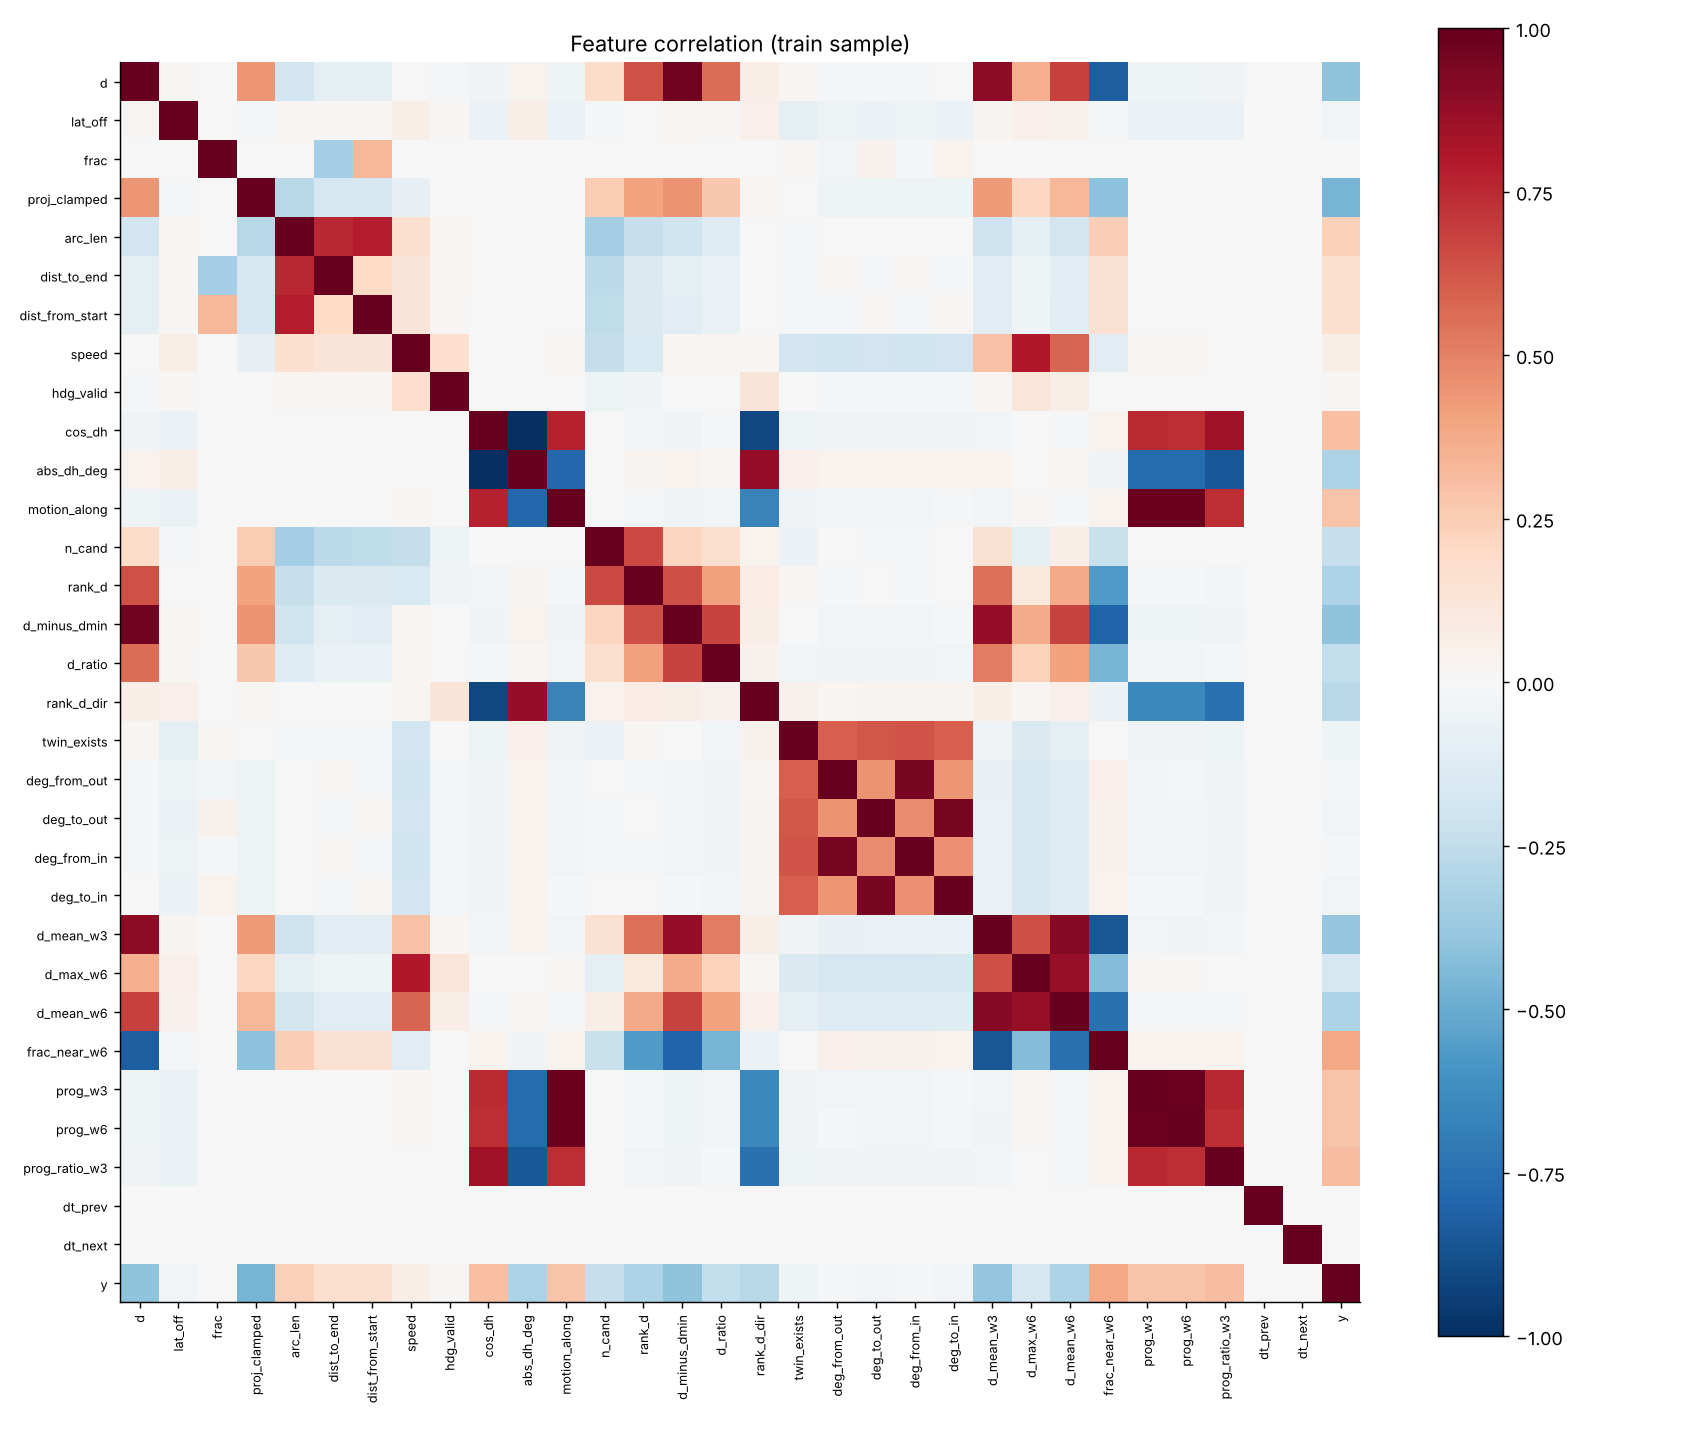 Feature correlation (train sample)
d
lat_off
frac
proj_clamped
arc_len
dist_to_end
dist_from_start
speed
hdg_valid
cos_dh
abs_dh_deg
motion_along
n_cand
rank_d
d_minus_dmin
d_ratio
rank_d_dir
twin_exists
deg_from_out
deg_to_out
deg_from_in
deg_to_in
d_mean_w3
d_max_w6
d_mean_w6
frac_near_w6
prog_w3
prog_w6
prog_ratio_w3
dt_prev
dt_next
y
d
lat_off
frac
proj_clamped
arc_len
dist_to_end
dist_from_start
speed
hdg_valid
cos_dh
abs_dh_deg
motion_along
n_cand
rank_d
d_minus_dmin
d_ratio
rank_d_dir
twin_exists
deg_from_out
deg_to_out
deg_from_in
deg_to_in
d_mean_w3
d_max_w6
d_mean_w6
frac_near_w6
prog_w3
prog_w6
prog_ratio_w3
dt_prev
dt_next
y
1.00
0.75
0.50
0.25
0.00
−0.25
−0.50
−0.75
−1.00